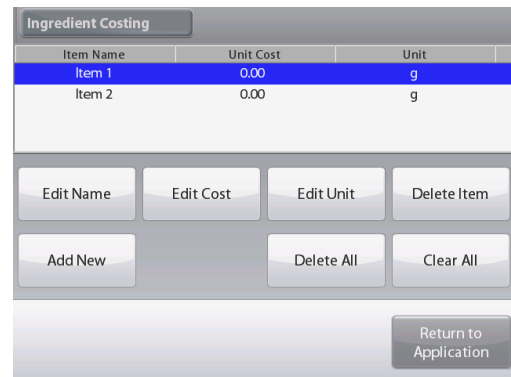 Ingredient Costing
Item Name Unit Cost Unit
Item 1 0.00 g
Item 2 0.00 g
Edit Name Edit Cost Edit Unit Delete Item
Add New Delete All Clear All
Return to
Application